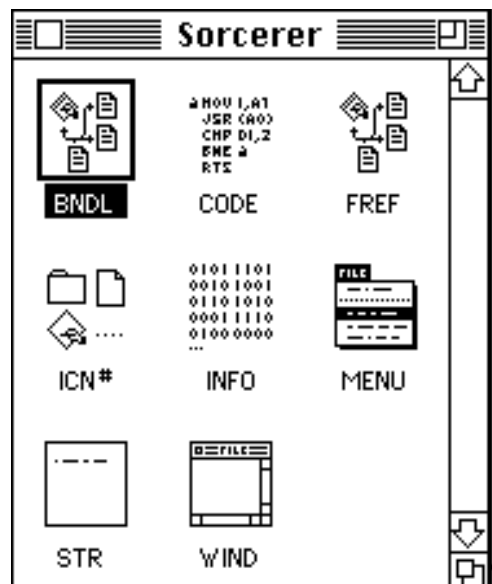 Sorcerer
a MOV 1,A1
JSR (A0)
CMP D1,2
BNE a
RTS
BNDL
CODE
FREF
01011101
00101001
01101010
00011110
01000000
...
FILE
ICN#
INFO
MENU
FILE
STR
WIND